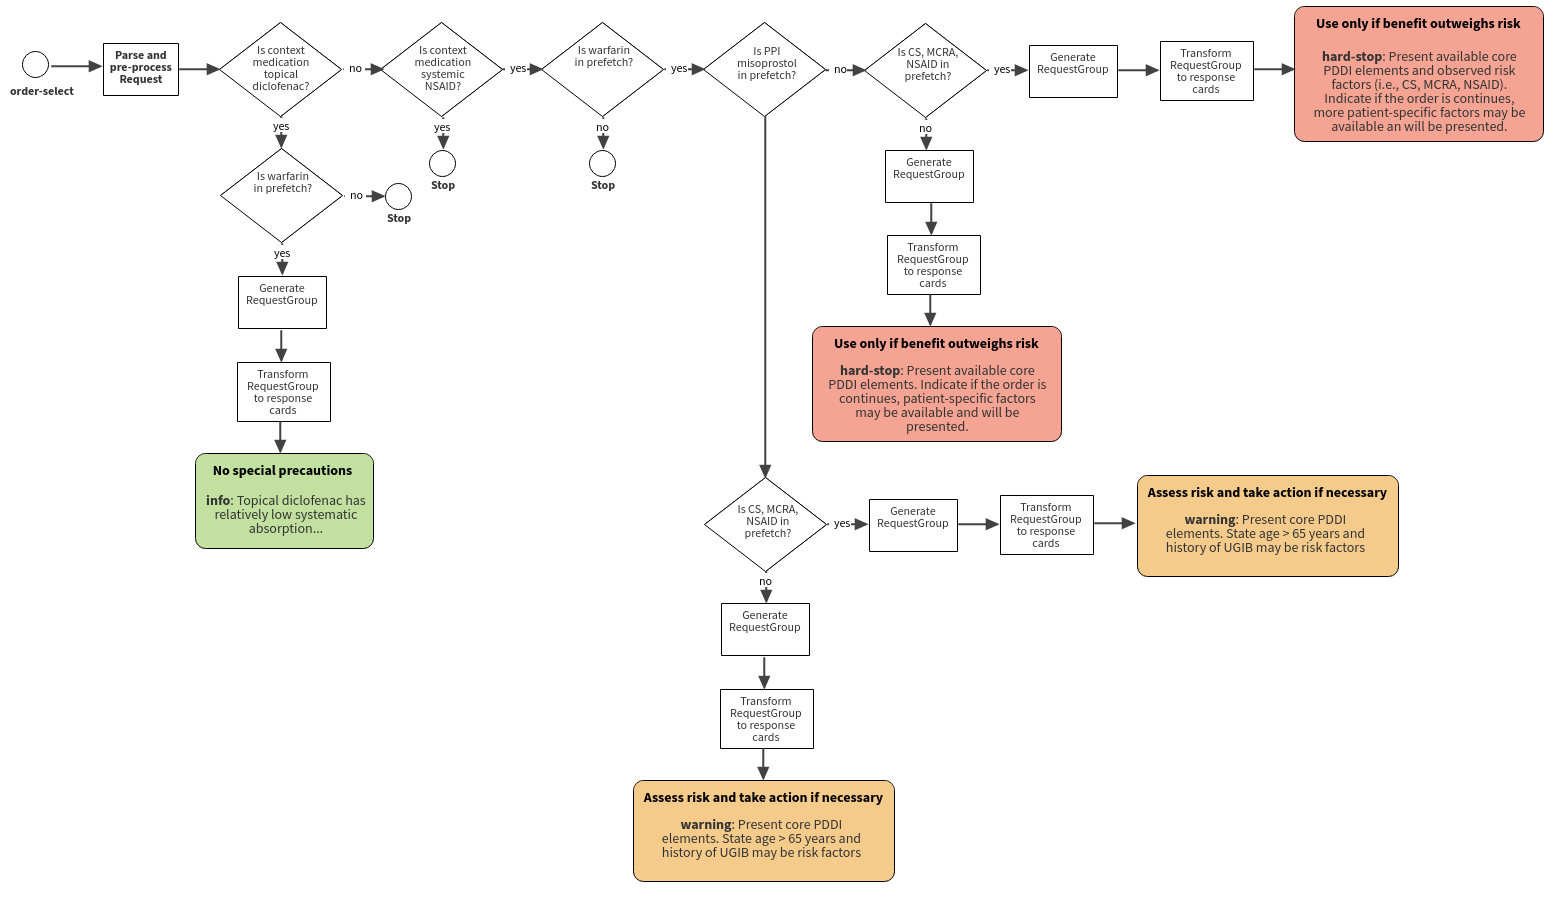 order-select
Parse and
pre-process
Request
Is context
medication
topical
diclofenac?
no
Is context
medication
systemic
NSAID?
yes
Is warfarin
in prefetch?
yes
Is PPI
misoprostol
in prefetch?
no
Is CS, MCRA,
NSAID in
prefetch?
yes
Generate
RequestGroup
Transform
RequestGroup
to response
cards
Use only if benefit outweighs risk
hard-stop: Present available core
PDDI elements and observed risk
factors (i.e., CS, MCRA, NSAID).
Indicate if the order is continues,
more patient-specific factors may be
available an will be presented.
yes
Is warfarin
in prefetch?
no
Stop
yes
Generate
RequestGroup
Transform
RequestGroup
to response
cards
No special precautions
info: Topical diclofenac has
relatively low systematic
absorption...
yes
Stop
no
Stop
no
Generate
RequestGroup
Transform
RequestGroup
to response
cards
Use only if benefit outweighs risk
hard-stop: Present available core
PDDI elements. Indicate if the order is
continues, patient-specific factors
may be available and will be
presented.
Is CS, MCRA,
NSAID in
prefetch?
yes
Generate
RequestGroup
Transform
RequestGroup
to response
cards
Assess risk and take action if necessary
warning: Present core PDDI
elements. State age > 65 years and
history of UGIB may be risk factors
no
Generate
RequestGroup
Transform
RequestGroup
to response
cards
Assess risk and take action if necessary
warning: Present core PDDI
elements. State age > 65 years and
history of UGIB may be risk factors